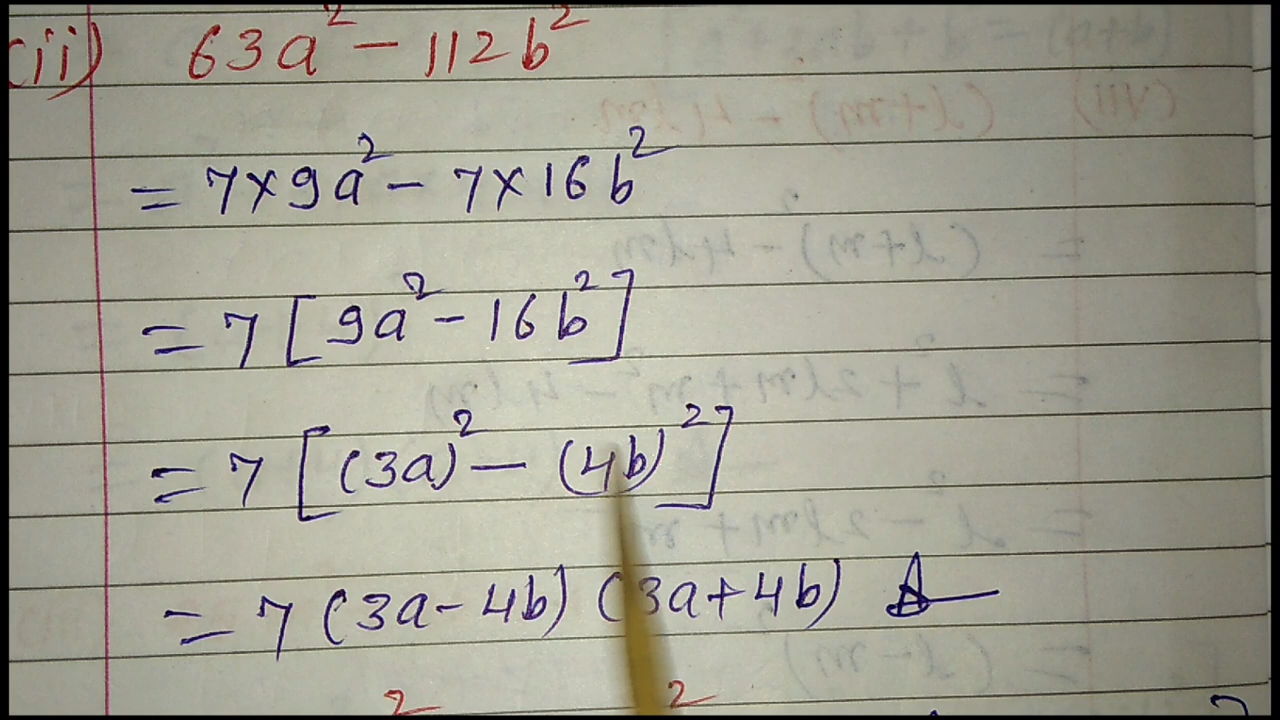 (ii) 63a² - 112b²
= 7×9a² - 7×16b²
= 7 [9a² - 16b²]
= 7 [(3a)² - (4b)²]
= 7 (3a - 4b) (3a + 4b)